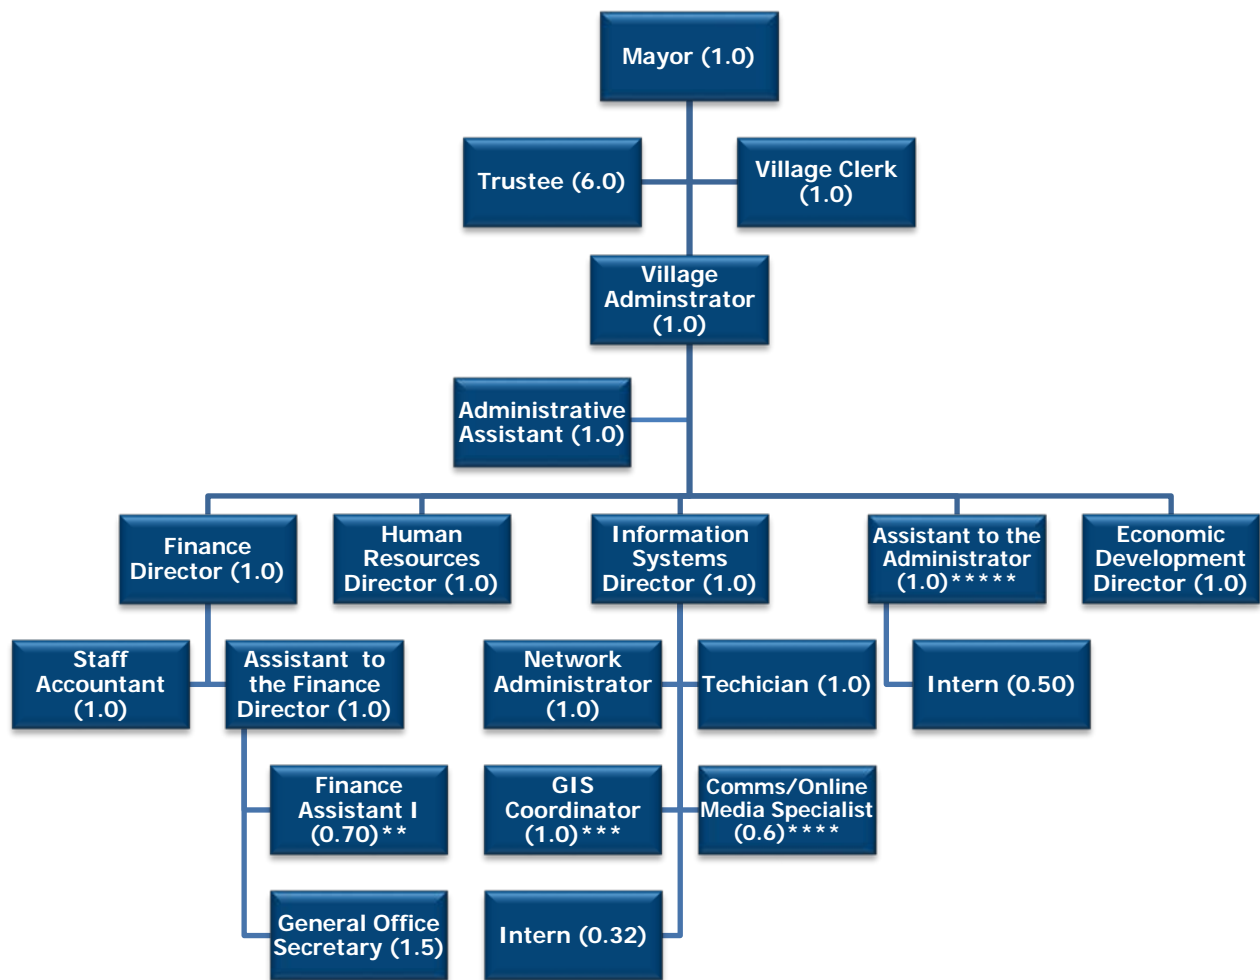 Mayor (1.0)
Trustee (6.0)
Village Clerk
(1.0)
Village
Adminstrator
(1.0)
Administrative
Assistant (1.0)
Finance
Director (1.0)
Human
Resources
Director (1.0)
Information
Systems
Director (1.0)
Assistant to the
Administrator
(1.0)*****
Economic
Development
Director (1.0)
Staff
Accountant
(1.0)
Assistant to
the Finance
Director (1.0)
Network
Administrator
(1.0)
Techician (1.0)
Intern (0.50)
Finance
Assistant I
(0.70)**
GIS
Coordinator
(1.0)***
Comms/Online
Media Specialist
(0.6)****
General Office
Secretary (1.5)
Intern (0.32)